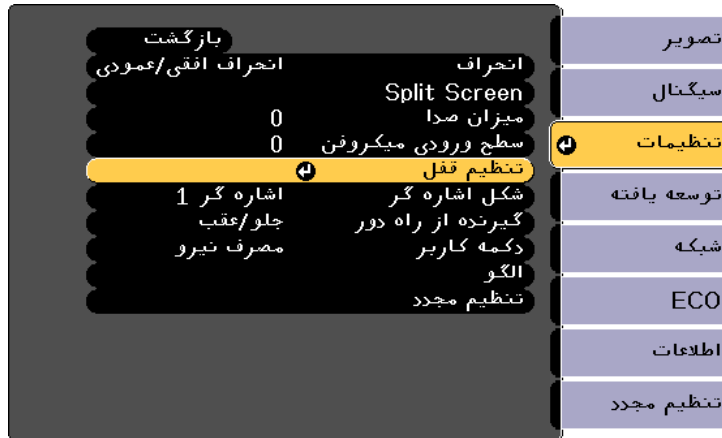 بازگشت
انحراف انحراف افقی/عمودی
Split Screen
میزان صدا 0
سطح ورودی میکروفن 0
تنظیم قفل
شکل اشاره گر اشاره گر 1
گیرنده از راه دور جلو/عقب
دکمه کاربر مصرف نیرو
الگو
تنظیم مجدد
تصویر
سیگنال
تنظیمات
توسعه یافته
شبکه
ECO
اطلاعات
تنظیم مجدد